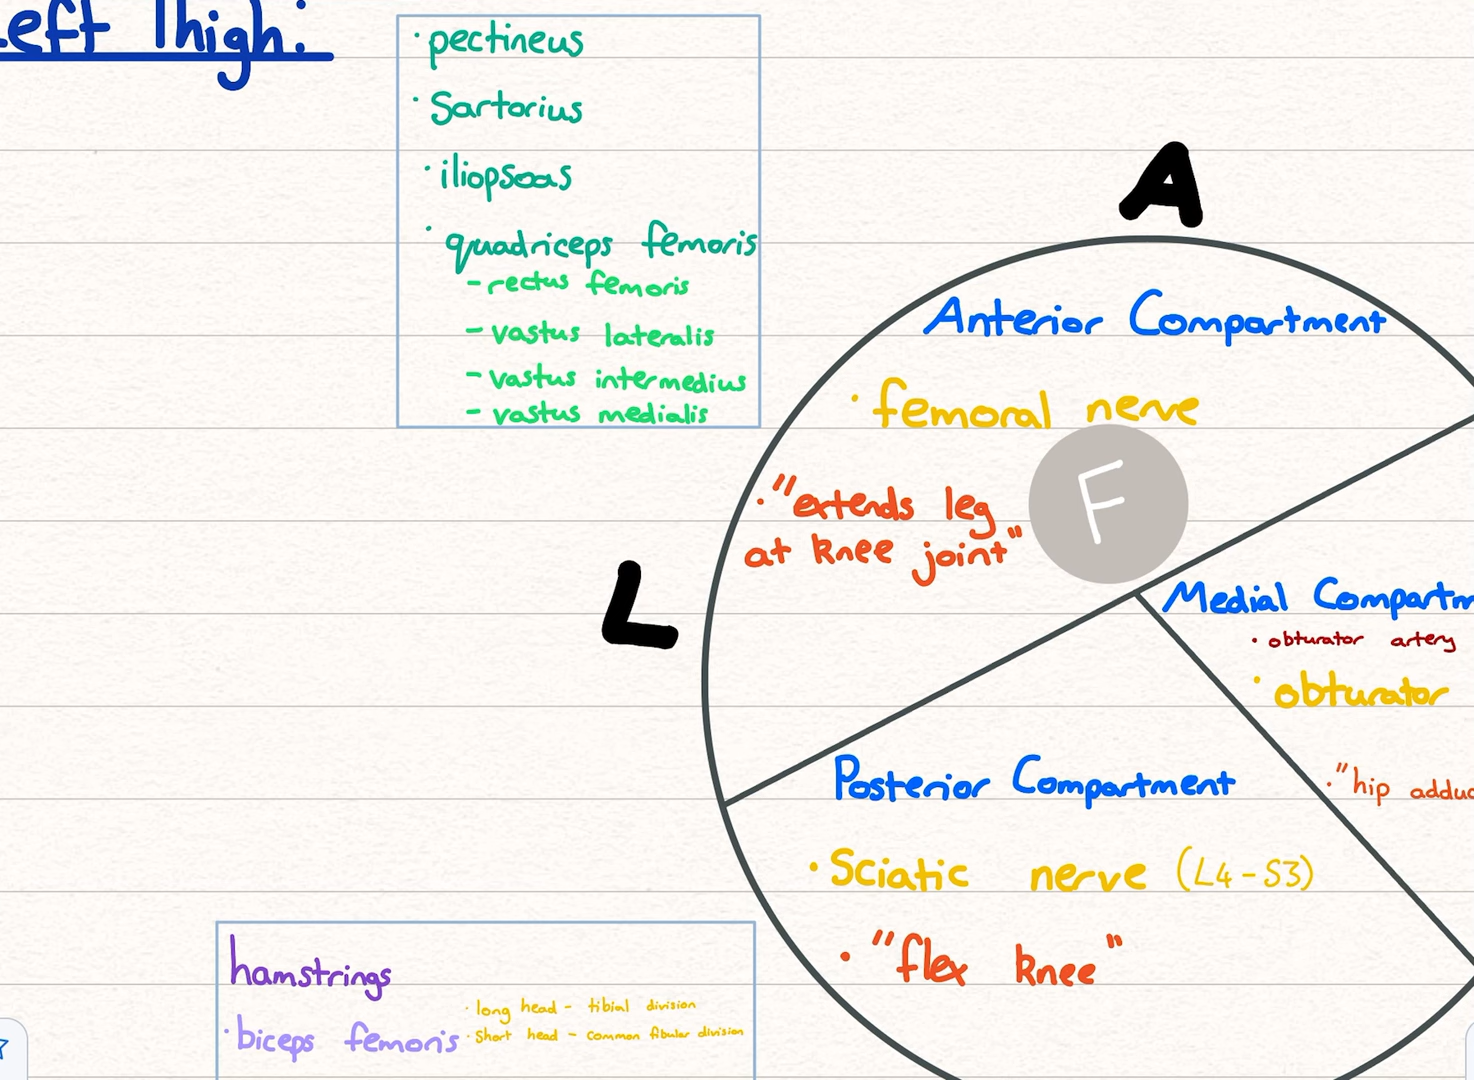 eft Thigh:
· pectineus
· Sartorius
· iliopsoas
· quadriceps femoris
- rectus femoris
- vastus lateralis
- vastus intermedius
- vastus medialis
A
Anterior Compartment
· femoral nerve
· "extends leg
at knee joint"
F
L
Medial Compartm
· obturator artery
· obturator
· "hip adduc
Posterior Compartment
· Sciatic nerve (L4-S3)
· "flex knee"
hamstrings
· biceps femoris
· long head - tibial division
· Short head - common fibular division